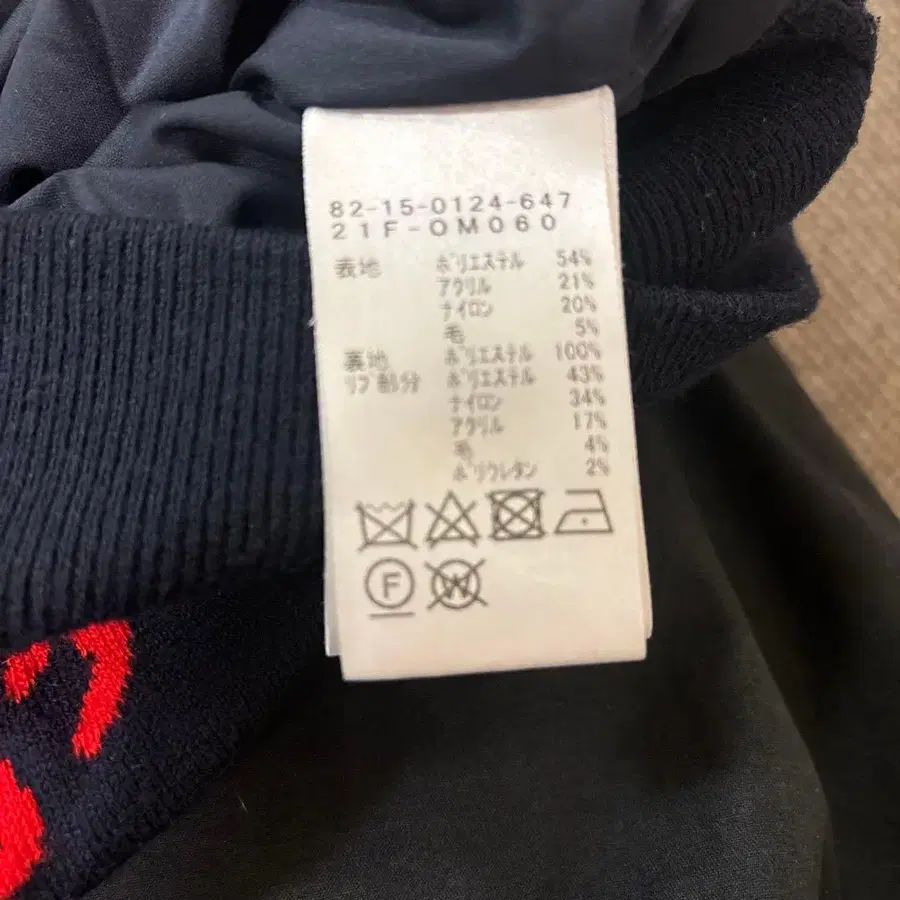 82-15-0124-647
21F-OM060
表地 ポリエステル 54%
アクリル 21%
ナイロン 20%
毛 5%
裏地 ポリエステル 100%
リブ部分 ポリエステル 43%
ナイロン 34%
アクリル 17%
毛 4%
ポリウレタン 2%
F W